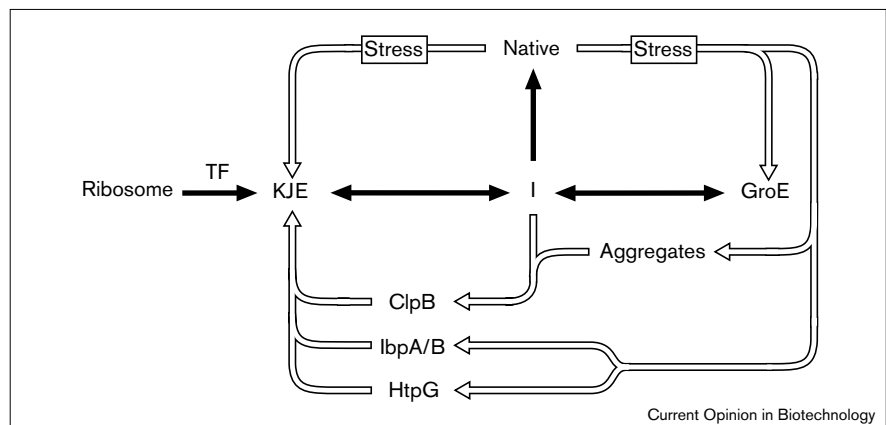 Stress Native Stress
TF
Ribosome KJE I GroE
Aggregates
ClpB
IbpA/B
HtpG
Current Opinion in Biotechnology